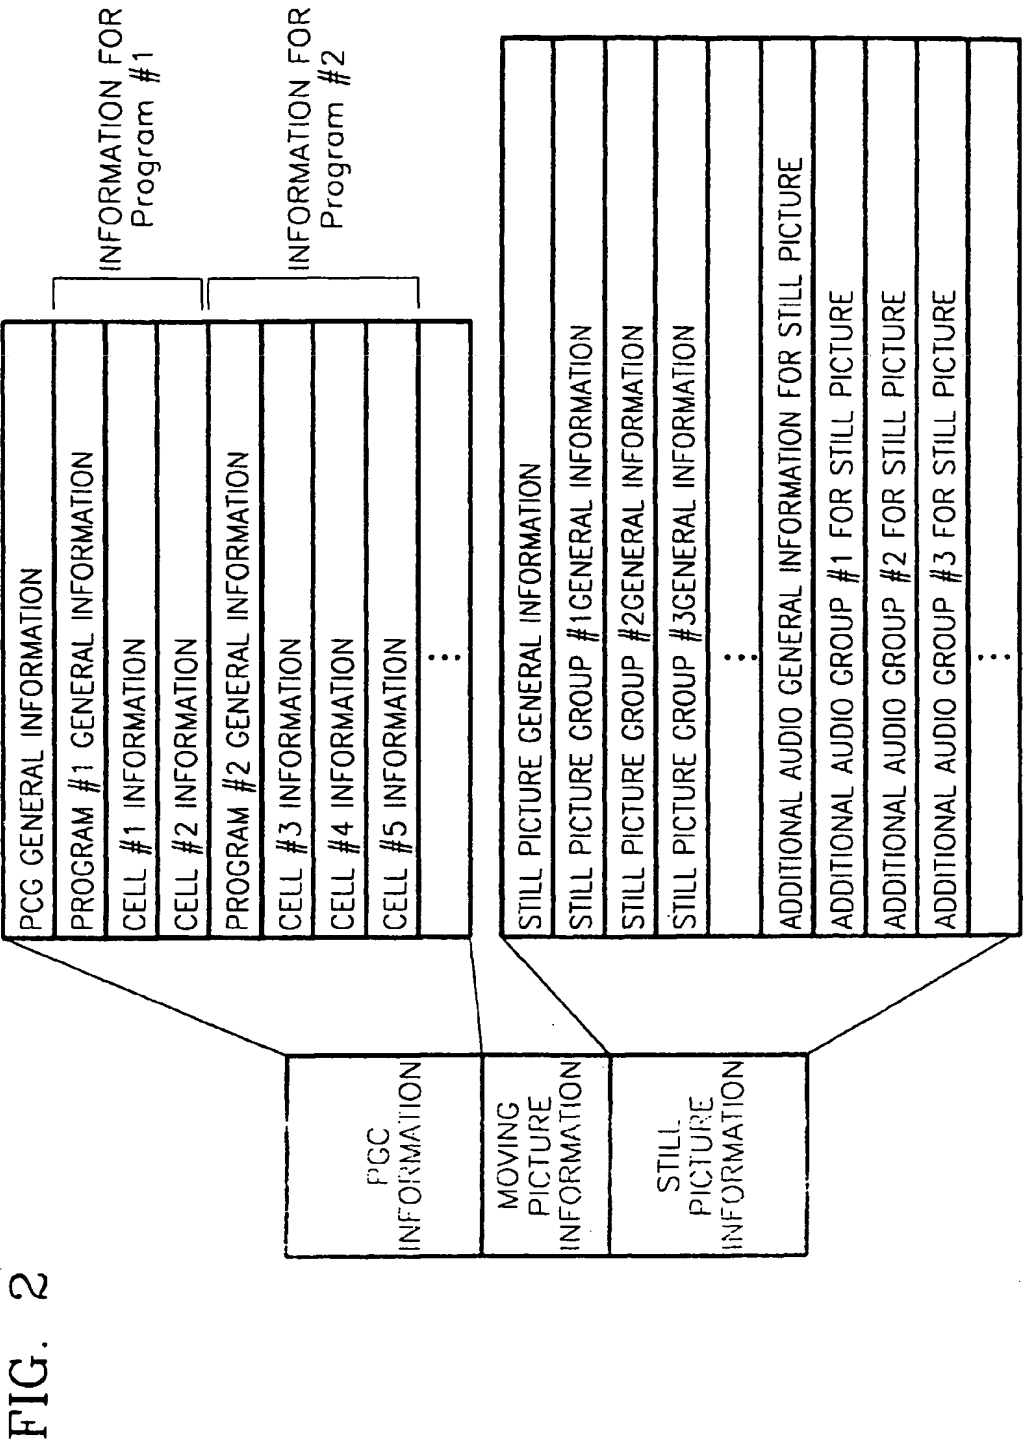 FIG. 2
PGC
INFORMATION
MOVING
PICTURE
INFORMATION
STILL
PICTURE
INFORMATION
PCG GENERAL INFORMATION
PROGRAM #1 GENERAL INFORMATION
CELL #1 INFORMATION
CELL #2 INFORMATION
PROGRAM #2 GENERAL INFORMATION
CELL #3 INFORMATION
CELL #4 INFORMATION
CELL #5 INFORMATION
...
INFORMATION FOR
Program #1
INFORMATION FOR
Program #2
STILL PICTURE GENERAL INFORMATION
STILL PICTURE GROUP #1GENERAL INFORMATION
STILL PICTURE GROUP #2GENERAL INFORMATION
STILL PICTURE GROUP #3GENERAL INFORMATION
...
ADDITIONAL AUDIO GENERAL INFORMATION FOR STILL PICTURE
ADDITIONAL AUDIO GROUP #1 FOR STILL PICTURE
ADDITIONAL AUDIO GROUP #2 FOR STILL PICTURE
ADDITIONAL AUDIO GROUP #3 FOR STILL PICTURE
...